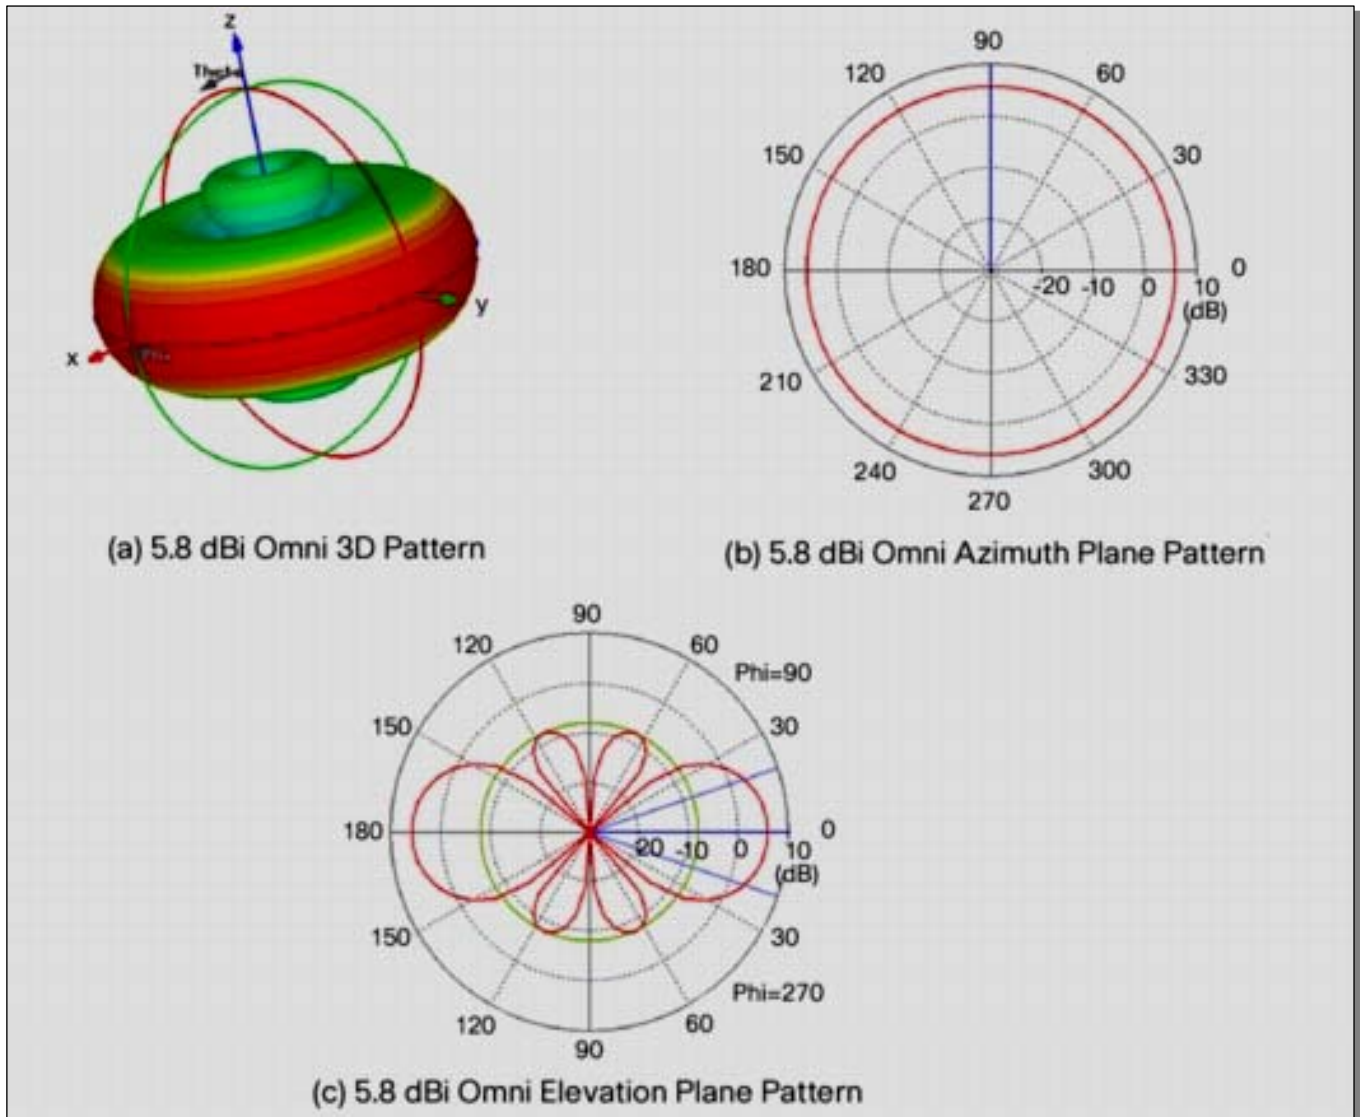 z
Theta
x
Phi
y
(a) 5.8 dBi Omni 3D Pattern
90
120
60
150
30
180
0
-20 -10 0 10
(dB)
210
330
240
300
270
(b) 5.8 dBi Omni Azimuth Plane Pattern
90
120
60
Phi=90
150
30
180
0
-20 -10 0 10
(dB)
150
30
Phi=270
120
60
90
(c) 5.8 dBi Omni Elevation Plane Pattern